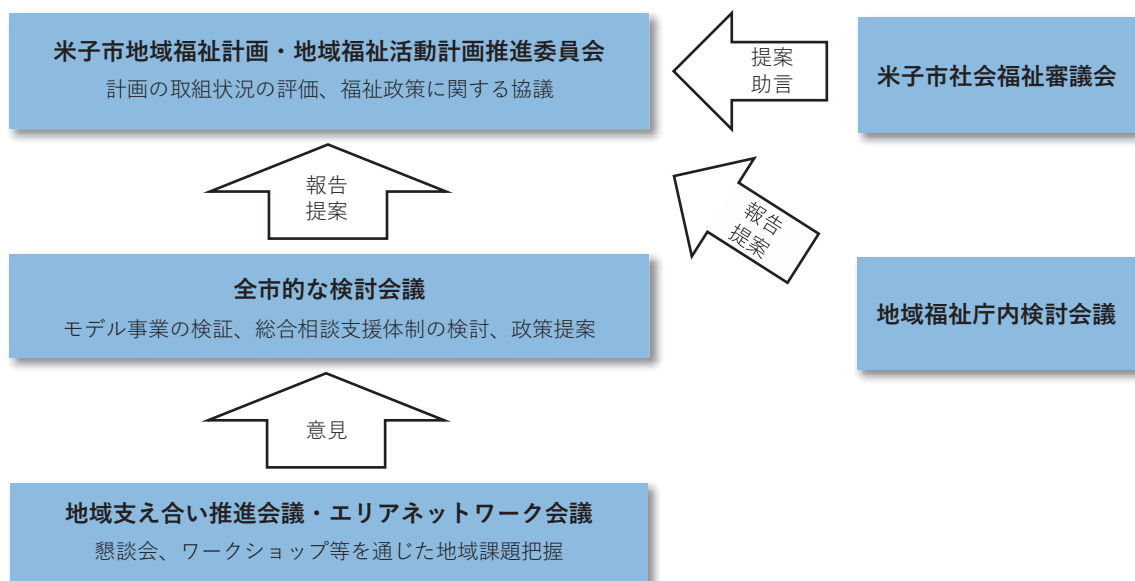 米子市地域福祉計画・地域福祉活動計画推進委員会
計画の取組状況の評価、福祉政策に関する協議
提案
助言
米子市社会福祉審議会
報告
提案
報告
提案
全市的な検討会議
モデル事業の検証、総合相談支援体制の検討、政策提案
地域福祉庁内検討会議
意見
地域支え合い推進会議・エリアネットワーク会議
懇談会、ワークショップ等を通じた地域課題把握